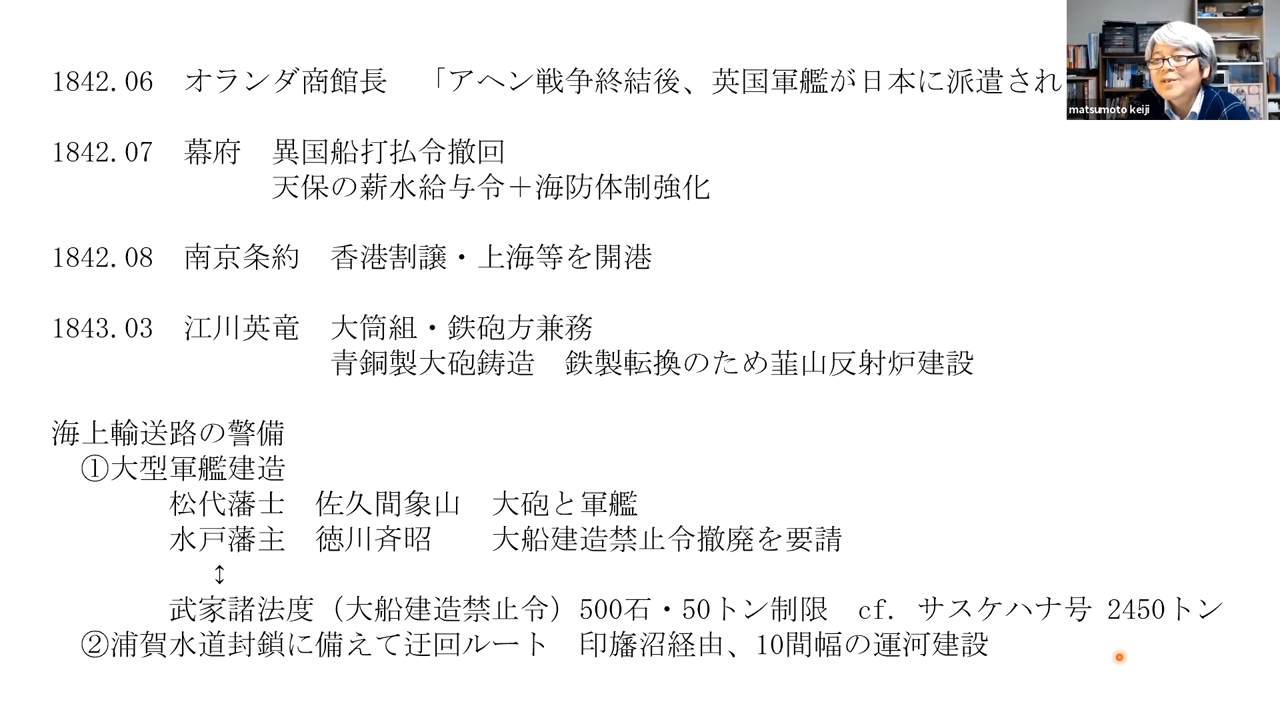 1842.06　オランダ商館長　「アヘン戦争終結後、英国軍艦が日本に派遣され
matsumoto keiji
1842.07　幕府　異国船打払令撤回
天保の薪水給与令＋海防体制強化
1842.08　南京条約　香港割譲・上海等を開港
1843.03　江川英竜　大筒組・鉄砲方兼務
青銅製大砲鋳造　鉄製転換のため韮山反射炉建設
海上輸送路の警備
①大型軍艦建造
松代藩士　佐久間象山　大砲と軍艦
水戸藩主　徳川斉昭　　大船建造禁止令撤廃を要請
↕
武家諸法度（大船建造禁止令）500石・50トン制限　cf. サスケハナ号 2450トン
②浦賀水道封鎖に備えて迂回ルート　印旛沼経由、10間幅の運河建設